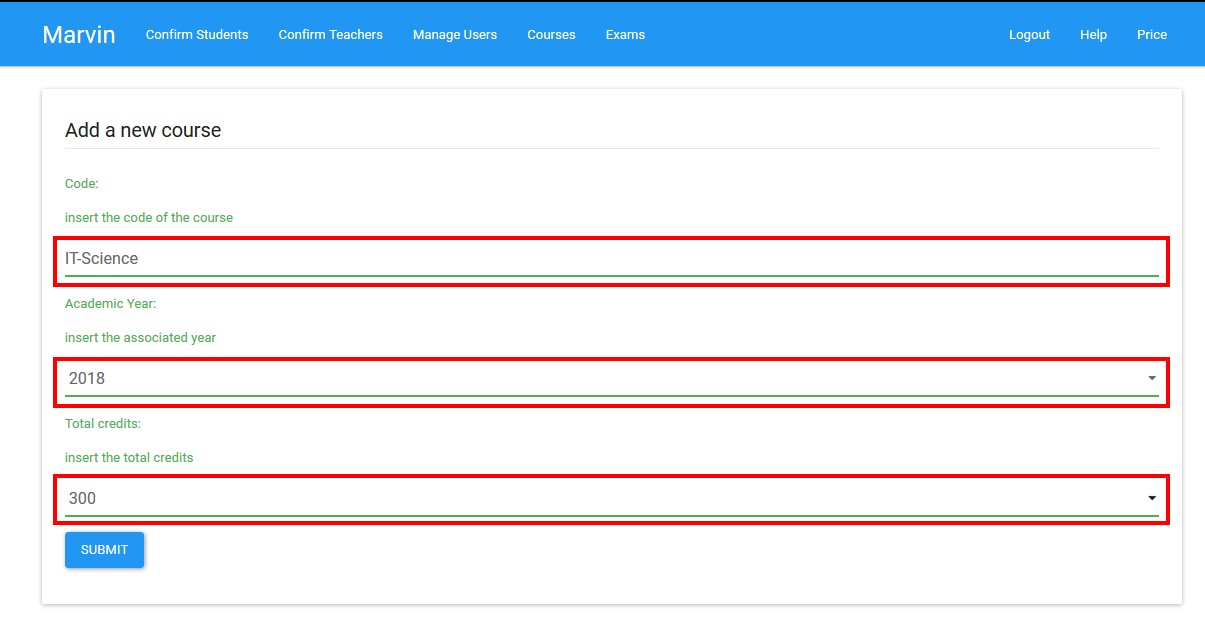 Marvin Confirm Students Confirm Teachers Manage Users Courses Exams Logout Help Price
Add a new course
Code:
insert the code of the course
IT-Science
Academic Year:
insert the associated year
2018
Total credits:
insert the total credits
300
SUBMIT